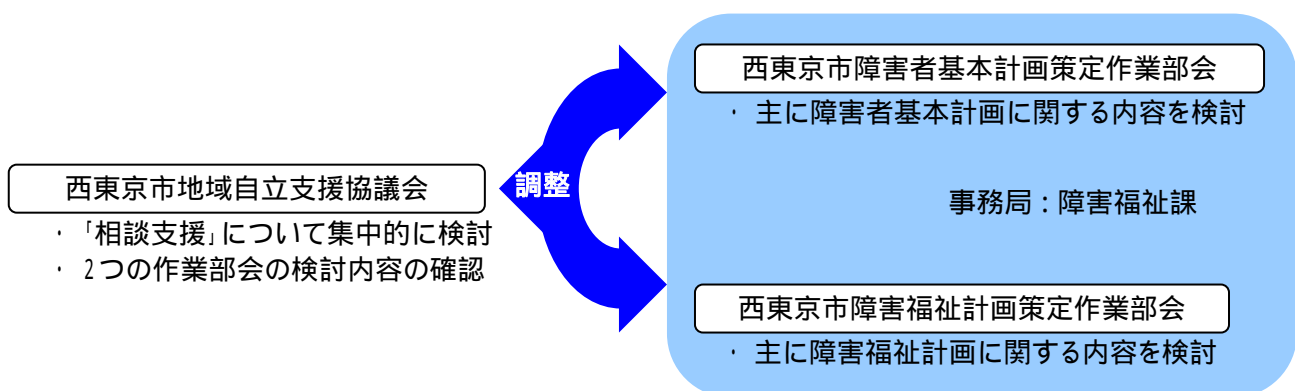 西東京市地域自立支援協議会
・ 「相談支援」について集中的に検討
・ 2つの作業部会の検討内容の確認
調整
西東京市障害者基本計画策定作業部会
・ 主に障害者基本計画に関する内容を検討
事務局：障害福祉課
西東京市障害福祉計画策定作業部会
・ 主に障害福祉計画に関する内容を検討